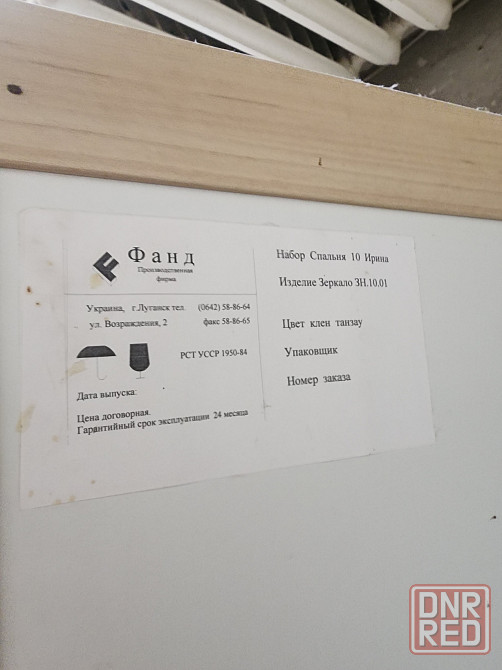 Фанд
Производственная
фирма
Украина, г.Луганск тел. (0642) 58-86-64
ул. Возраждения, 2 факс 58-86-65
РСТ УССР 1950-84
Дата выпуска:
Цена договорная.
Гарантийный срок эксплуатации 24 месяца
Набор Спальня 10 Ирина
Изделие Зеркало ЗН.10.01
Цвет клен танзау
Упаковщик
Номер заказа
DNR
RED